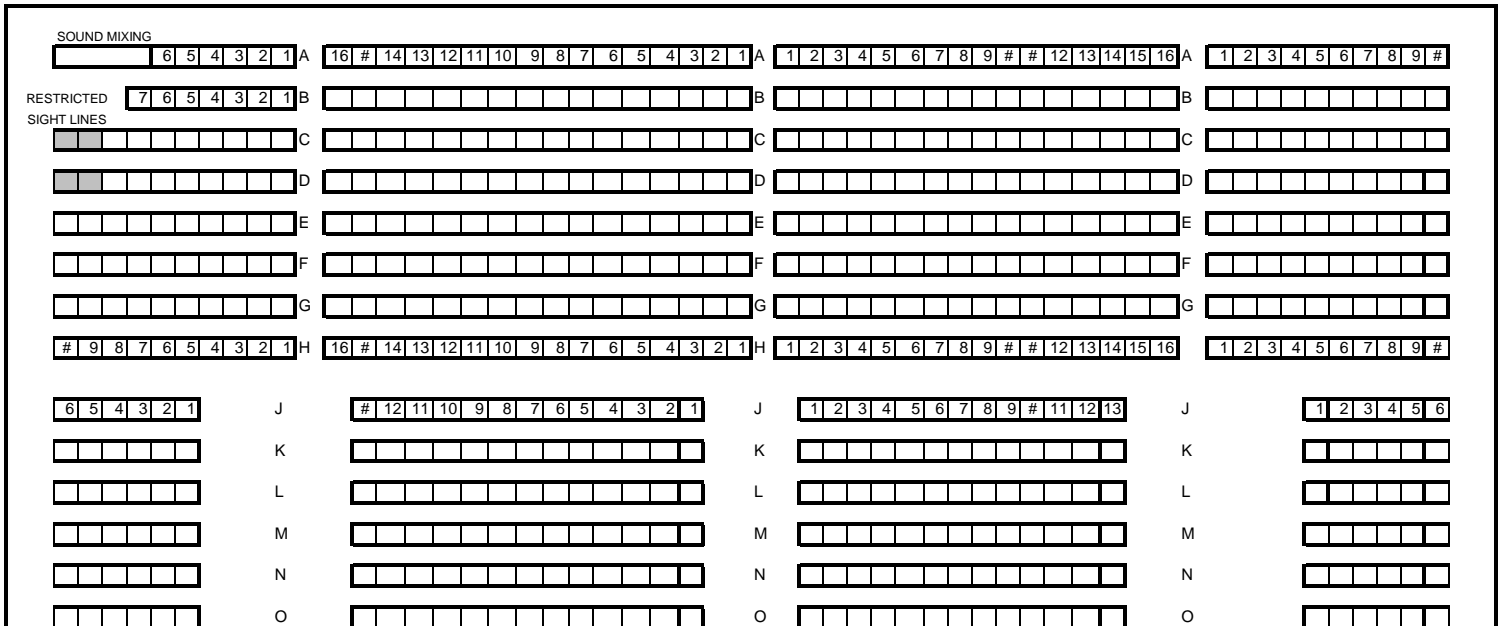 SOUND MIXING
6 5 4 3 2 1 A 16 # 14 13 12 11 10 9 8 7 6 5 4 3 2 1 A 1 2 3 4 5 6 7 8 9 # # 12 13 14 15 16 A 1 2 3 4 5 6 7 8 9 #
RESTRICTED 7 6 5 4 3 2 1 B B B
SIGHT LINES
C C C
D D D
E E E
F F F
G G G
# 9 8 7 6 5 4 3 2 1 H 16 # 14 13 12 11 10 9 8 7 6 5 4 3 2 1 H 1 2 3 4 5 6 7 8 9 # # 12 13 14 15 16 1 2 3 4 5 6 7 8 9 #
6 5 4 3 2 1 J # 12 11 10 9 8 7 6 5 4 3 2 1 J 1 2 3 4 5 6 7 8 9 # 11 12 13 J 1 2 3 4 5 6
K K K
L L L
M M M
N N N
O O O